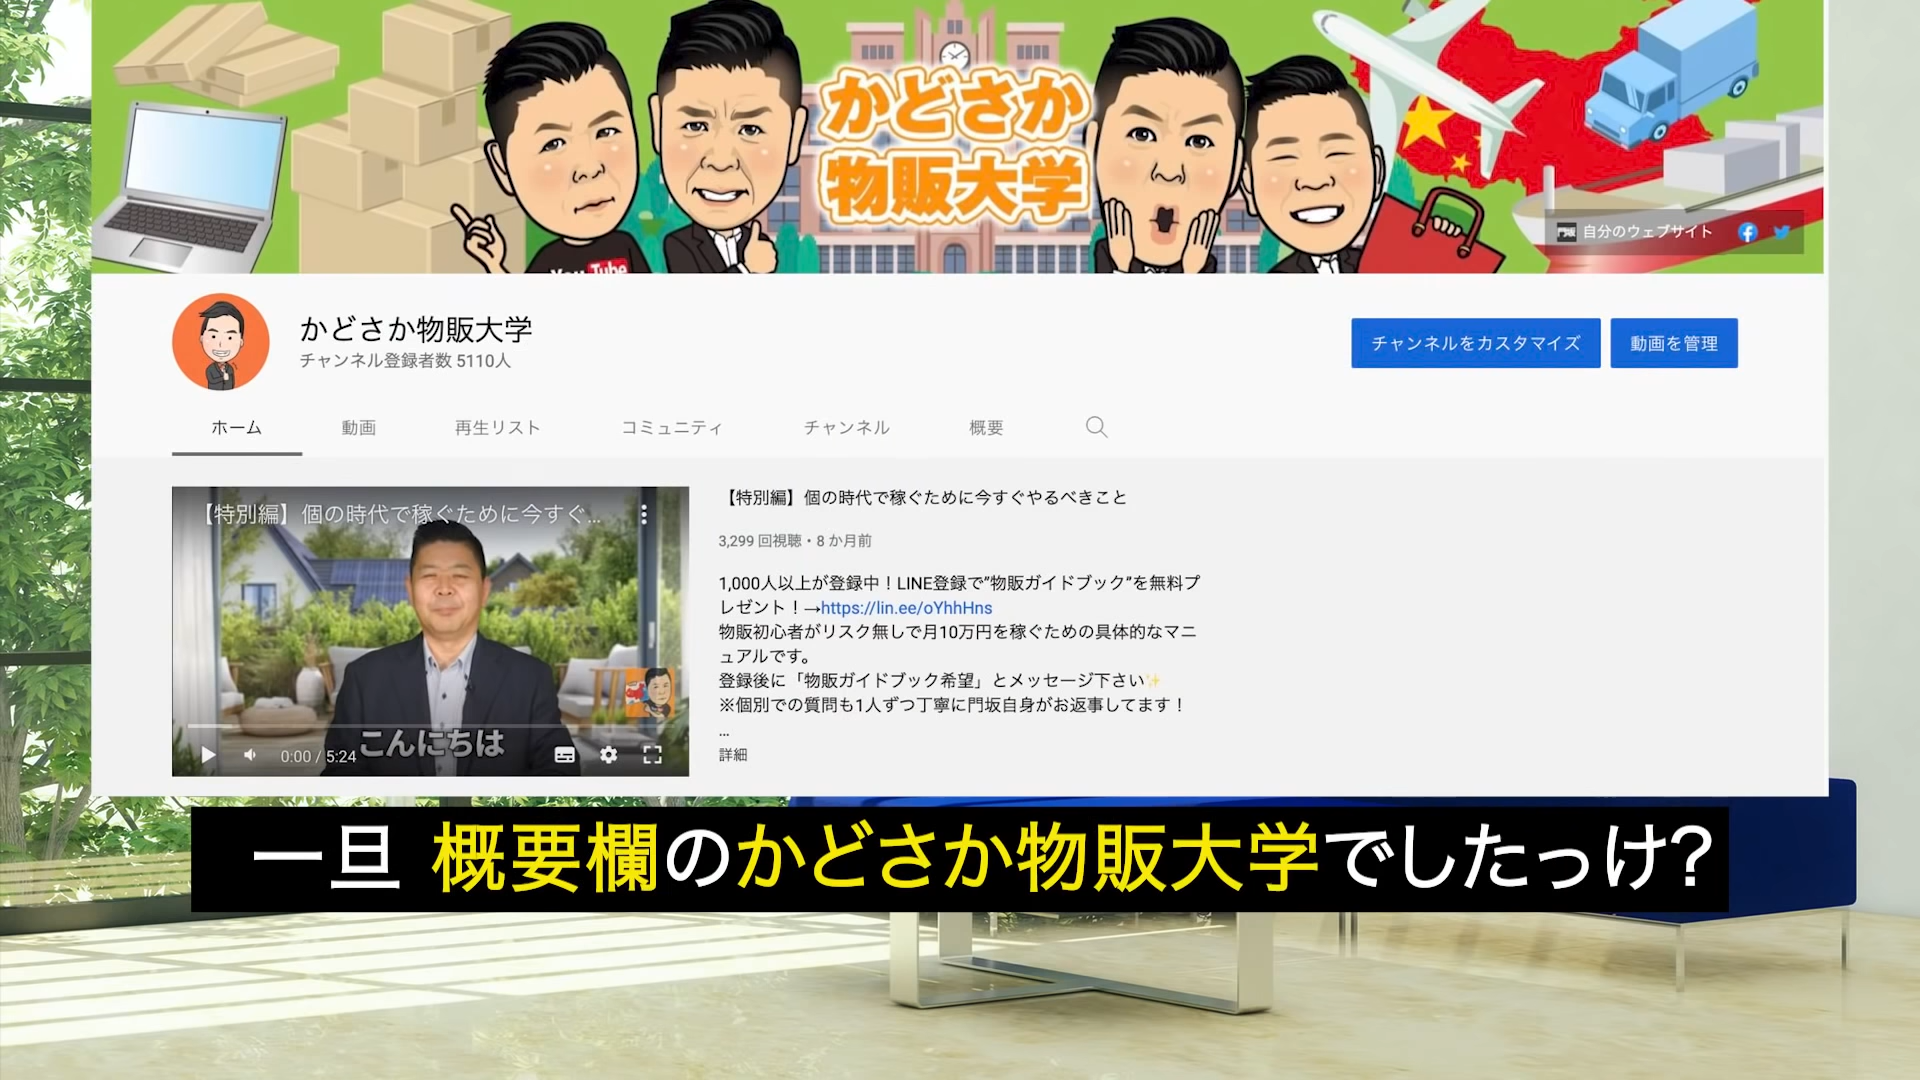 かどさか
物販大学
You Tube
自分のウェブサイト
かどさか物販大学
チャンネル登録者数 5110人
チャンネルをカスタマイズ
動画を管理
ホーム
動画
再生リスト
コミュニティ
チャンネル
概要
【特別編】個の時代で稼ぐために今すぐ...
こんにちは
0:00 / 5:24
【特別編】個の時代で稼ぐために今すぐやるべきこと
3,299 回視聴・8 か月前
1,000人以上が登録中！LINE登録で”物販ガイドブック”を無料プ
レゼント！→https://lin.ee/oYhhHns
物販初心者がリスク無しで月10万円を稼ぐための具体的なマニ
ュアルです。
登録後に「物販ガイドブック希望」とメッセージ下さい✨
※個別での質問も1人ずつ丁寧に門坂自身がお返事してます！
...
詳細
一旦 概要欄のかどさか物販大学でしたっけ?